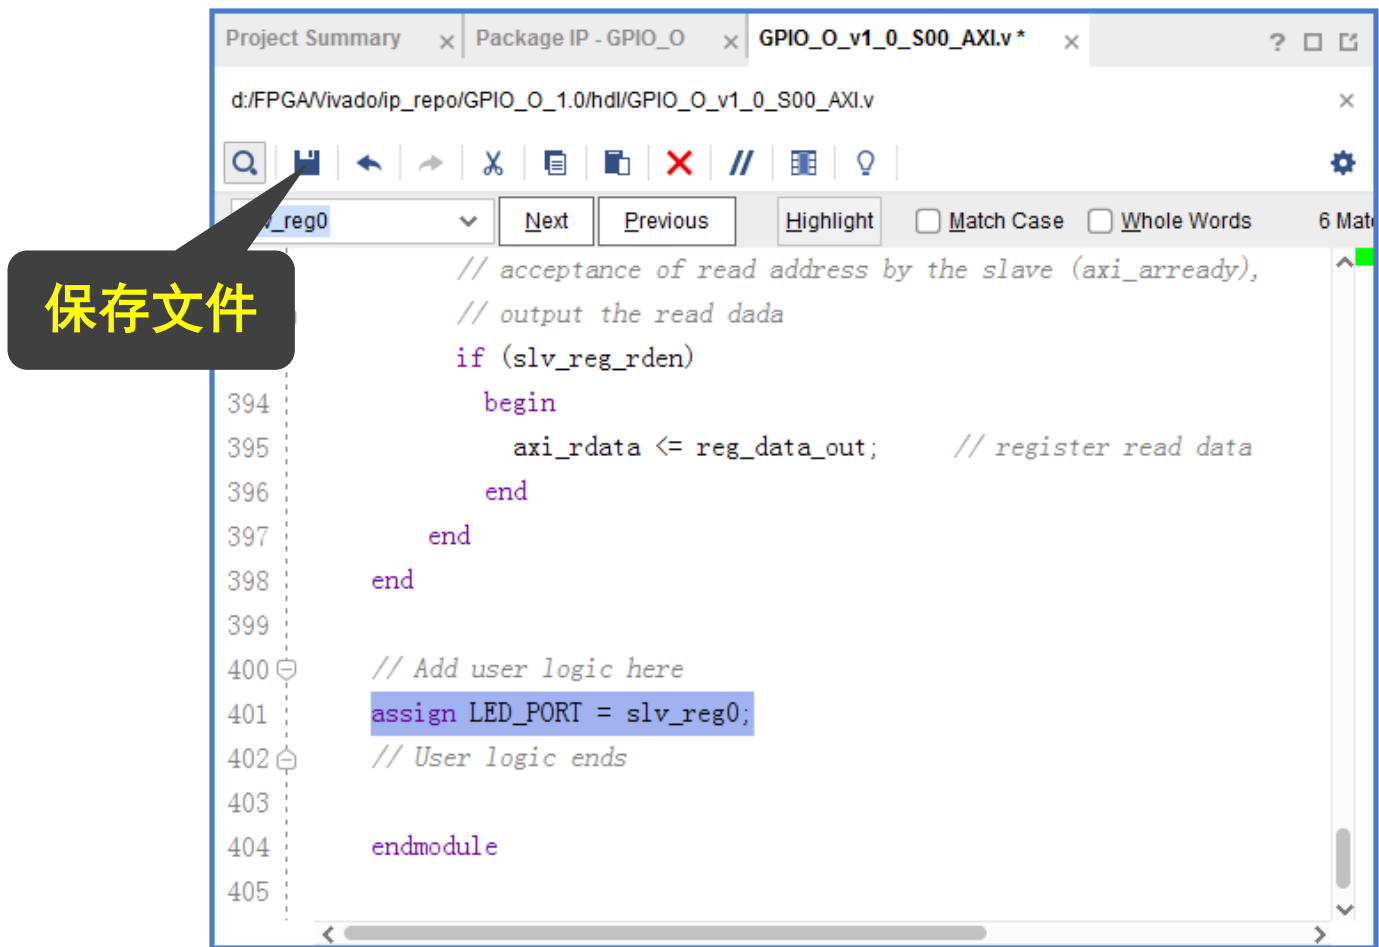 Project Summary × Package IP - GPIO_O × GPIO_O_v1_0_S00_AXI.v * ×
d:/FPGA/Vivado/ip_repo/GPIO_O_1.0/hdl/GPIO_O_v1_0_S00_AXI.v
_reg0 Next Previous Highlight Match Case Whole Words 6
保存文件
// acceptance of read address by the slave (axi_arready),
// output the read dada
if (slv_reg_rden)
394 begin
395 axi_rdata <= reg_data_out; // register read data
396 end
397 end
398 end
399
400 // Add user logic here
401 assign LED_PORT = slv_reg0;
402 // User logic ends
403
404 endmodule
405